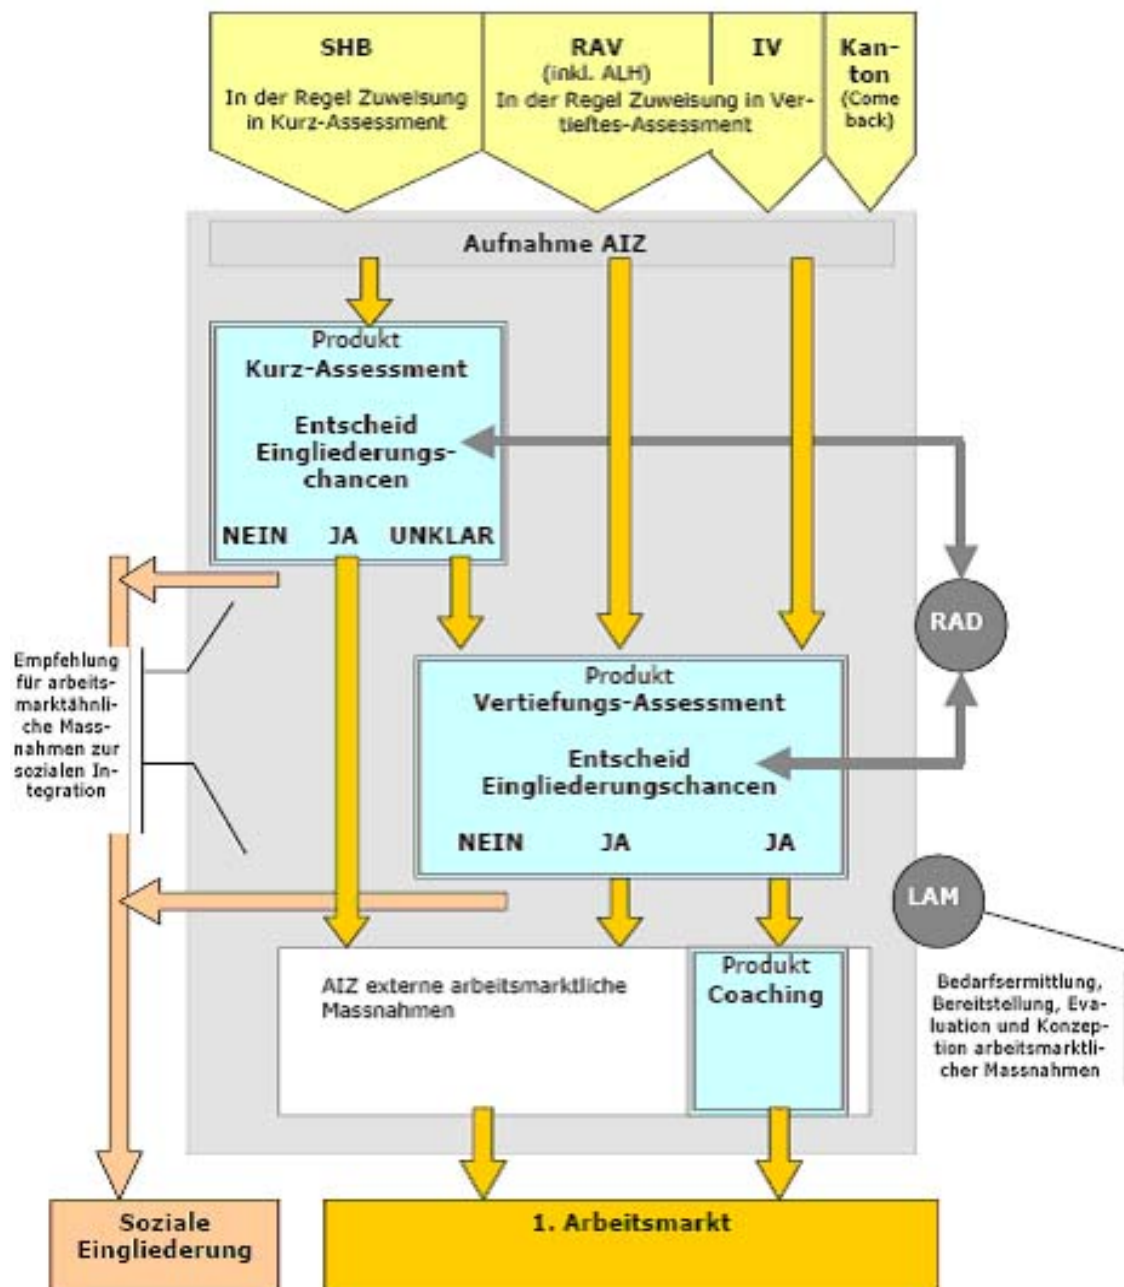 SHB
In der Regel Zuweisung
in Kurz-Assessment
RAV
(inkl. ALH)
IV
In der Regel Zuweisung in Ver-
tieftes-Assessment
Kan-
ton
(Come
back)
Aufnahme AIZ
Produkt
Kurz-Assessment
Entscheid
Eingliederungs-
chancen
NEIN JA UNKLAR
RAD
Empfehlung
für arbeits-
marktähnli-
che Mass-
nahmen zur
sozialen In-
tegration
Produkt
Vertiefungs-Assessment
Entscheid
Eingliederungschancen
NEIN JA JA
LAM
AIZ externe arbeitsmarktliche
Massnahmen
Produkt
Coaching
Bedarfsermittlung,
Bereitstellung, Eva-
luation und Konzep-
tion arbeitsmarktli-
cher Massnahmen
Soziale
Eingliederung
1. Arbeitsmarkt